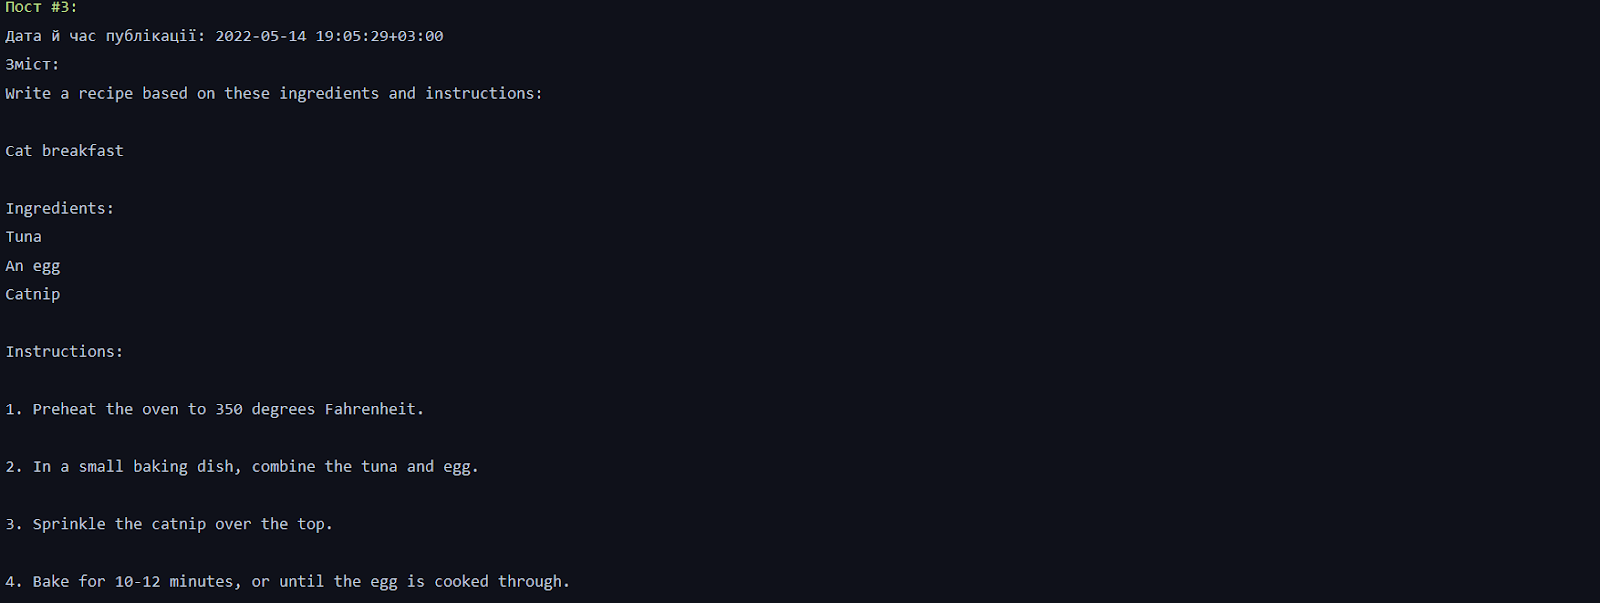 Пост #3:
Дата й час публікації: 2022-05-14 19:05:29+03:00
Зміст:
Write a recipe based on these ingredients and instructions:
Cat breakfast
Ingredients:
Tuna
An egg
Catnip
Instructions:
1. Preheat the oven to 350 degrees Fahrenheit.
2. In a small baking dish, combine the tuna and egg.
3. Sprinkle the catnip over the top.
4. Bake for 10-12 minutes, or until the egg is cooked through.